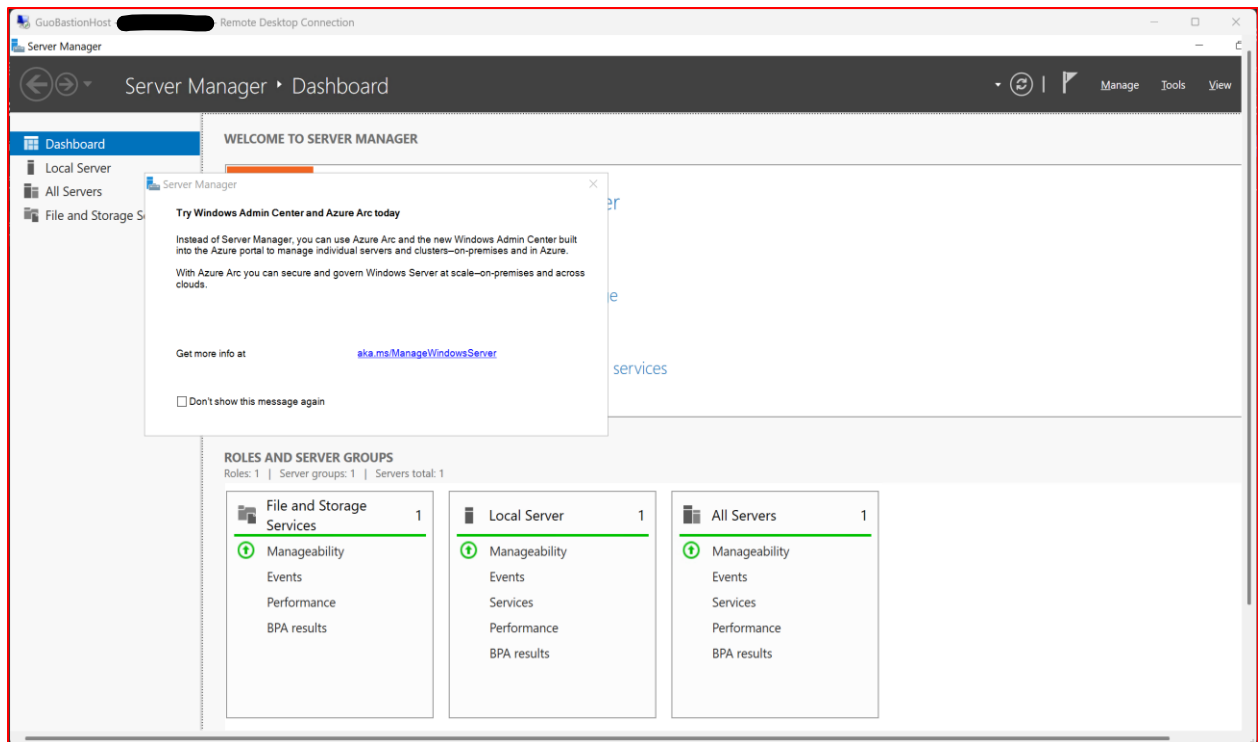 GuoBastionHost - - Remote Desktop Connection
Server Manager
Server Manager ‣ Dashboard
Manage Tools View
Dashboard
Local Server
All Servers
File and Storage S
WELCOME TO SERVER MANAGER
Server Manager
Try Windows Admin Center and Azure Arc today
Instead of Server Manager, you can use Azure Arc and the new Windows Admin Center built
into the Azure portal to manage individual servers and clusters–on-premises and in Azure.
With Azure Arc you can secure and govern Windows Server at scale–on-premises and across
clouds.
Get more info at aka.ms/ManageWindowsServer
Don't show this message again
er
e
services
ROLES AND SERVER GROUPS
Roles: 1 | Server groups: 1 | Servers total: 1
File and Storage
Services 1
Manageability
Events
Performance
BPA results
Local Server 1
Manageability
Events
Services
Performance
BPA results
All Servers 1
Manageability
Events
Services
Performance
BPA results